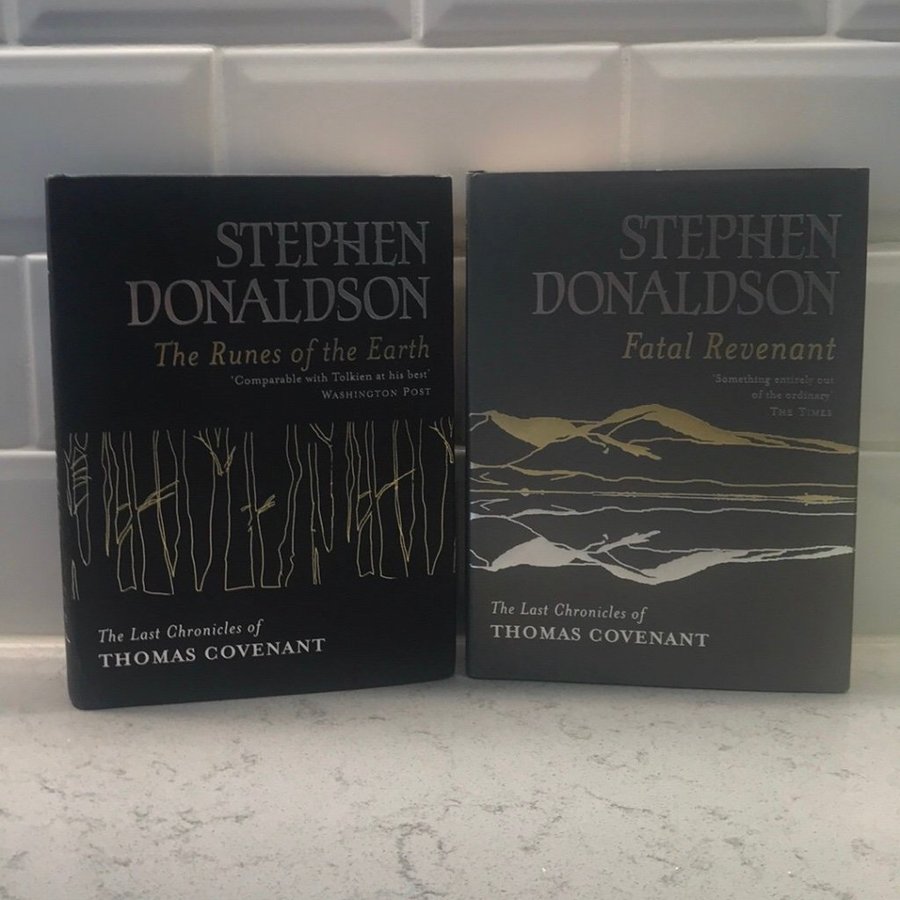 STEPHEN
DONALDSON
The Runes of the Earth
'Comparable with Tolkien at his best'
WASHINGTON POST
The Last Chronicles of
THOMAS COVENANT
STEPHEN
DONALDSON
Fatal Revenant
'Something entirely out
of the ordinary'
THE TIMES
The Last Chronicles of
THOMAS COVENANT